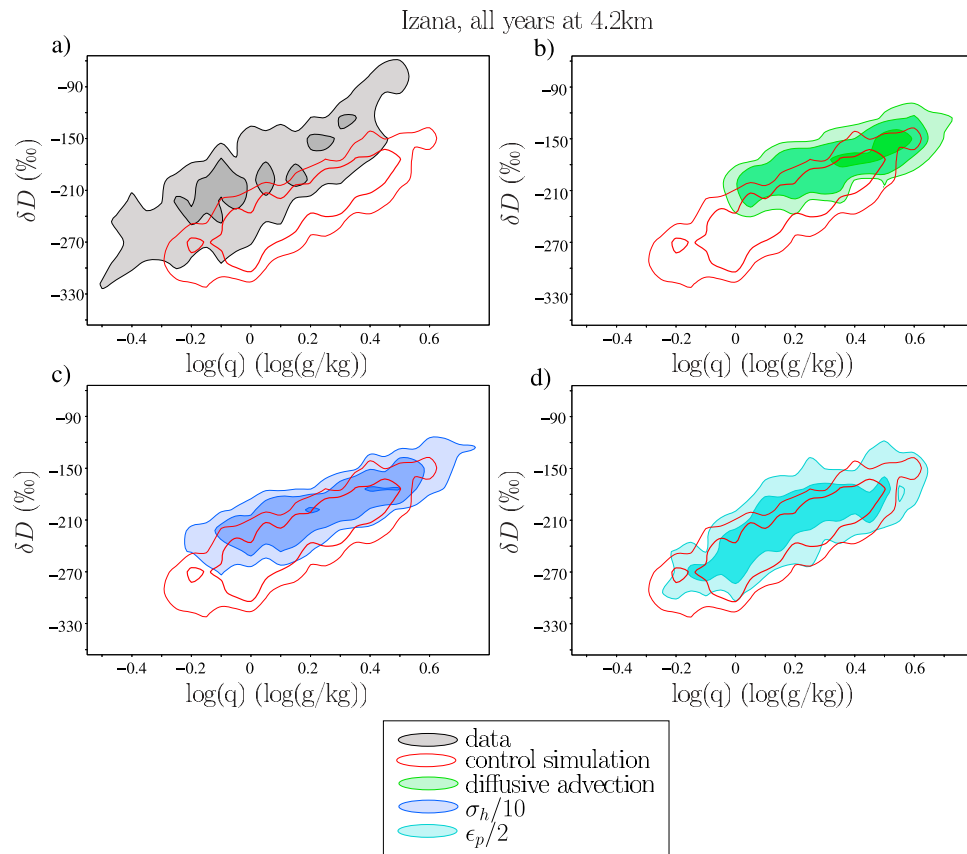 Izana, all years at 4.2km
a)
b)
−90
−150
−210
−270
−330
δD (‰)
−0.4 −0.2 0 0.2 0.4 0.6
log(q) (log(g/kg))
−90
−150
−210
−270
−330
δD (‰)
−0.4 −0.2 0 0.2 0.4 0.6
log(q) (log(g/kg))
c)
d)
−90
−150
−210
−270
−330
δD (‰)
−0.4 −0.2 0 0.2 0.4 0.6
log(q) (log(g/kg))
−90
−150
−210
−270
−330
δD (‰)
−0.4 −0.2 0 0.2 0.4 0.6
log(q) (log(g/kg))
data
control simulation
diffusive advection
σ_h/10
ϵ_p/2